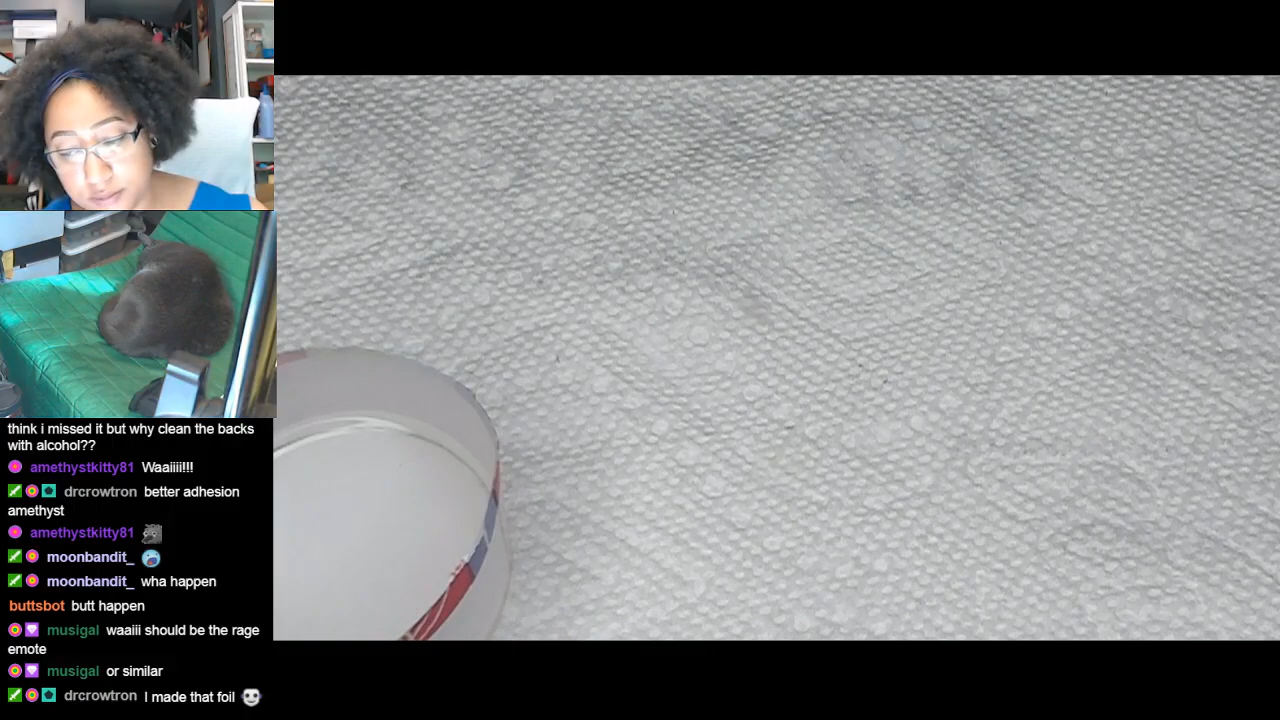 think i missed it but why clean the backs
with alcohol??
amethystkitty81 Waaiiii!!!
drcrowtron better adhesion
amethyst
amethystkitty81
moonbandit_
moonbandit_ wha happen
buttsbot butt happen
musigal waaiii should be the rage
emote
musigal or similar
drcrowtron I made that foil